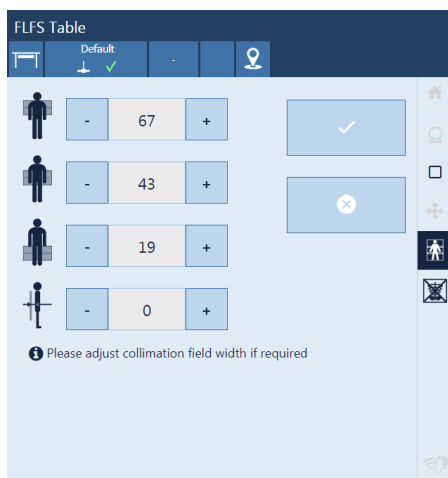 FLFS Table
Default
-
- 67 +
- 43 +
- 19 +
- 0 +
Please adjust collimation field width if required